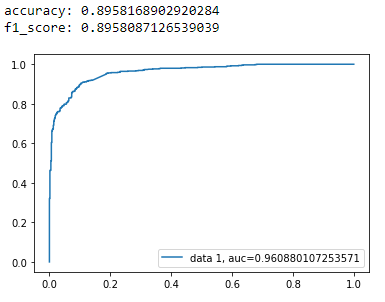 accuracy: 0.8958168902920284
f1_score: 0.8958087126539039
1.0
0.8
0.6
0.4
0.2
0.0
0.0 0.2 0.4 0.6 0.8 1.0
data 1, auc=0.960880107253571